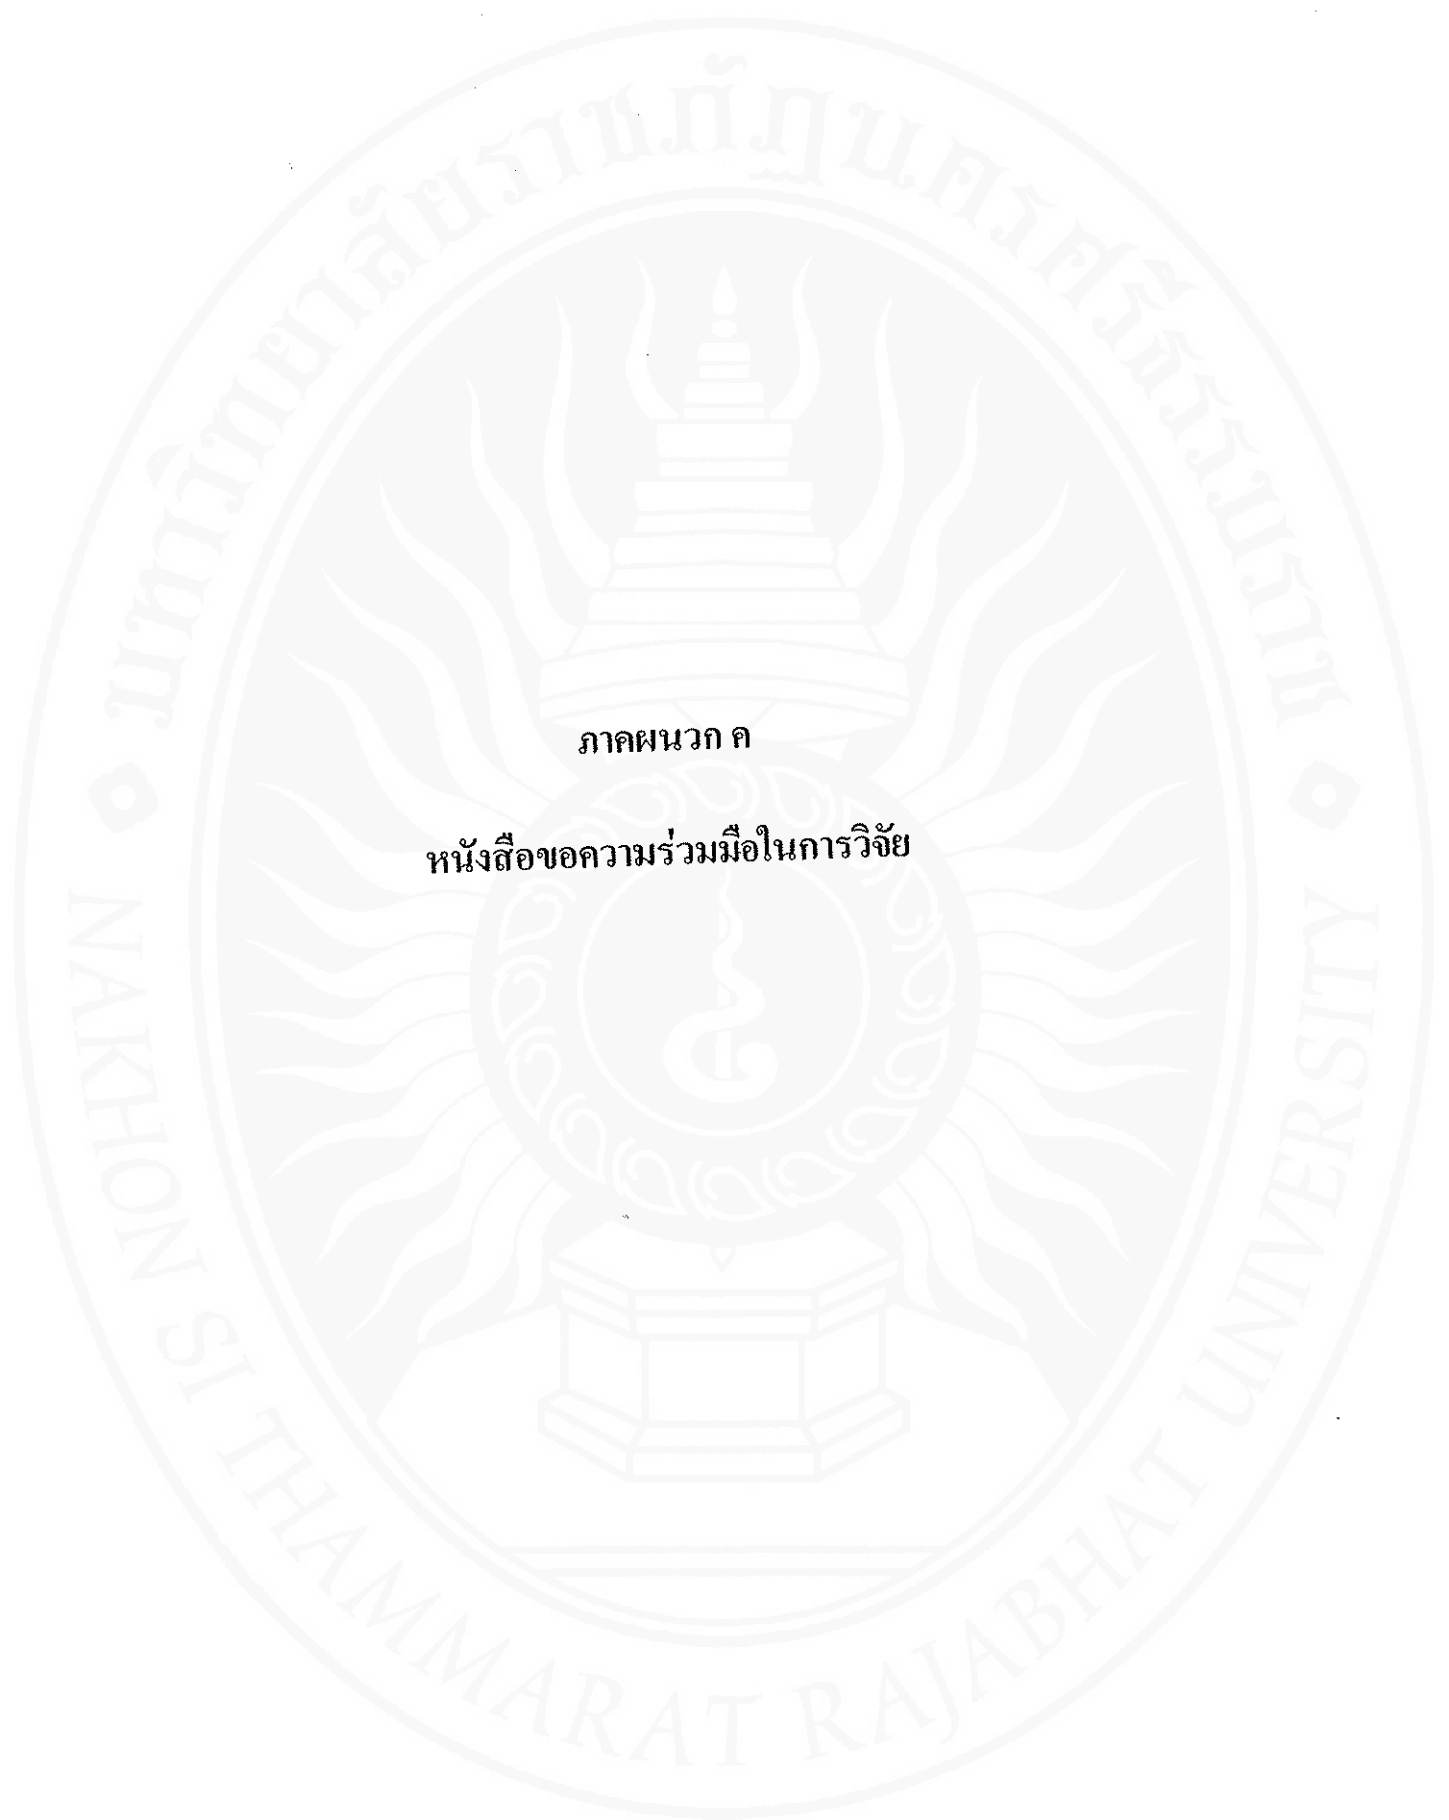 มหาวิทยาลัยราชภัฏนครศรีธรรมราช
ภาคผนวก ค
หนังสือขอความร่วมมือในการวิจัย
NAKHON SI THAMMARAT RAJABHAT UNIVERSITY